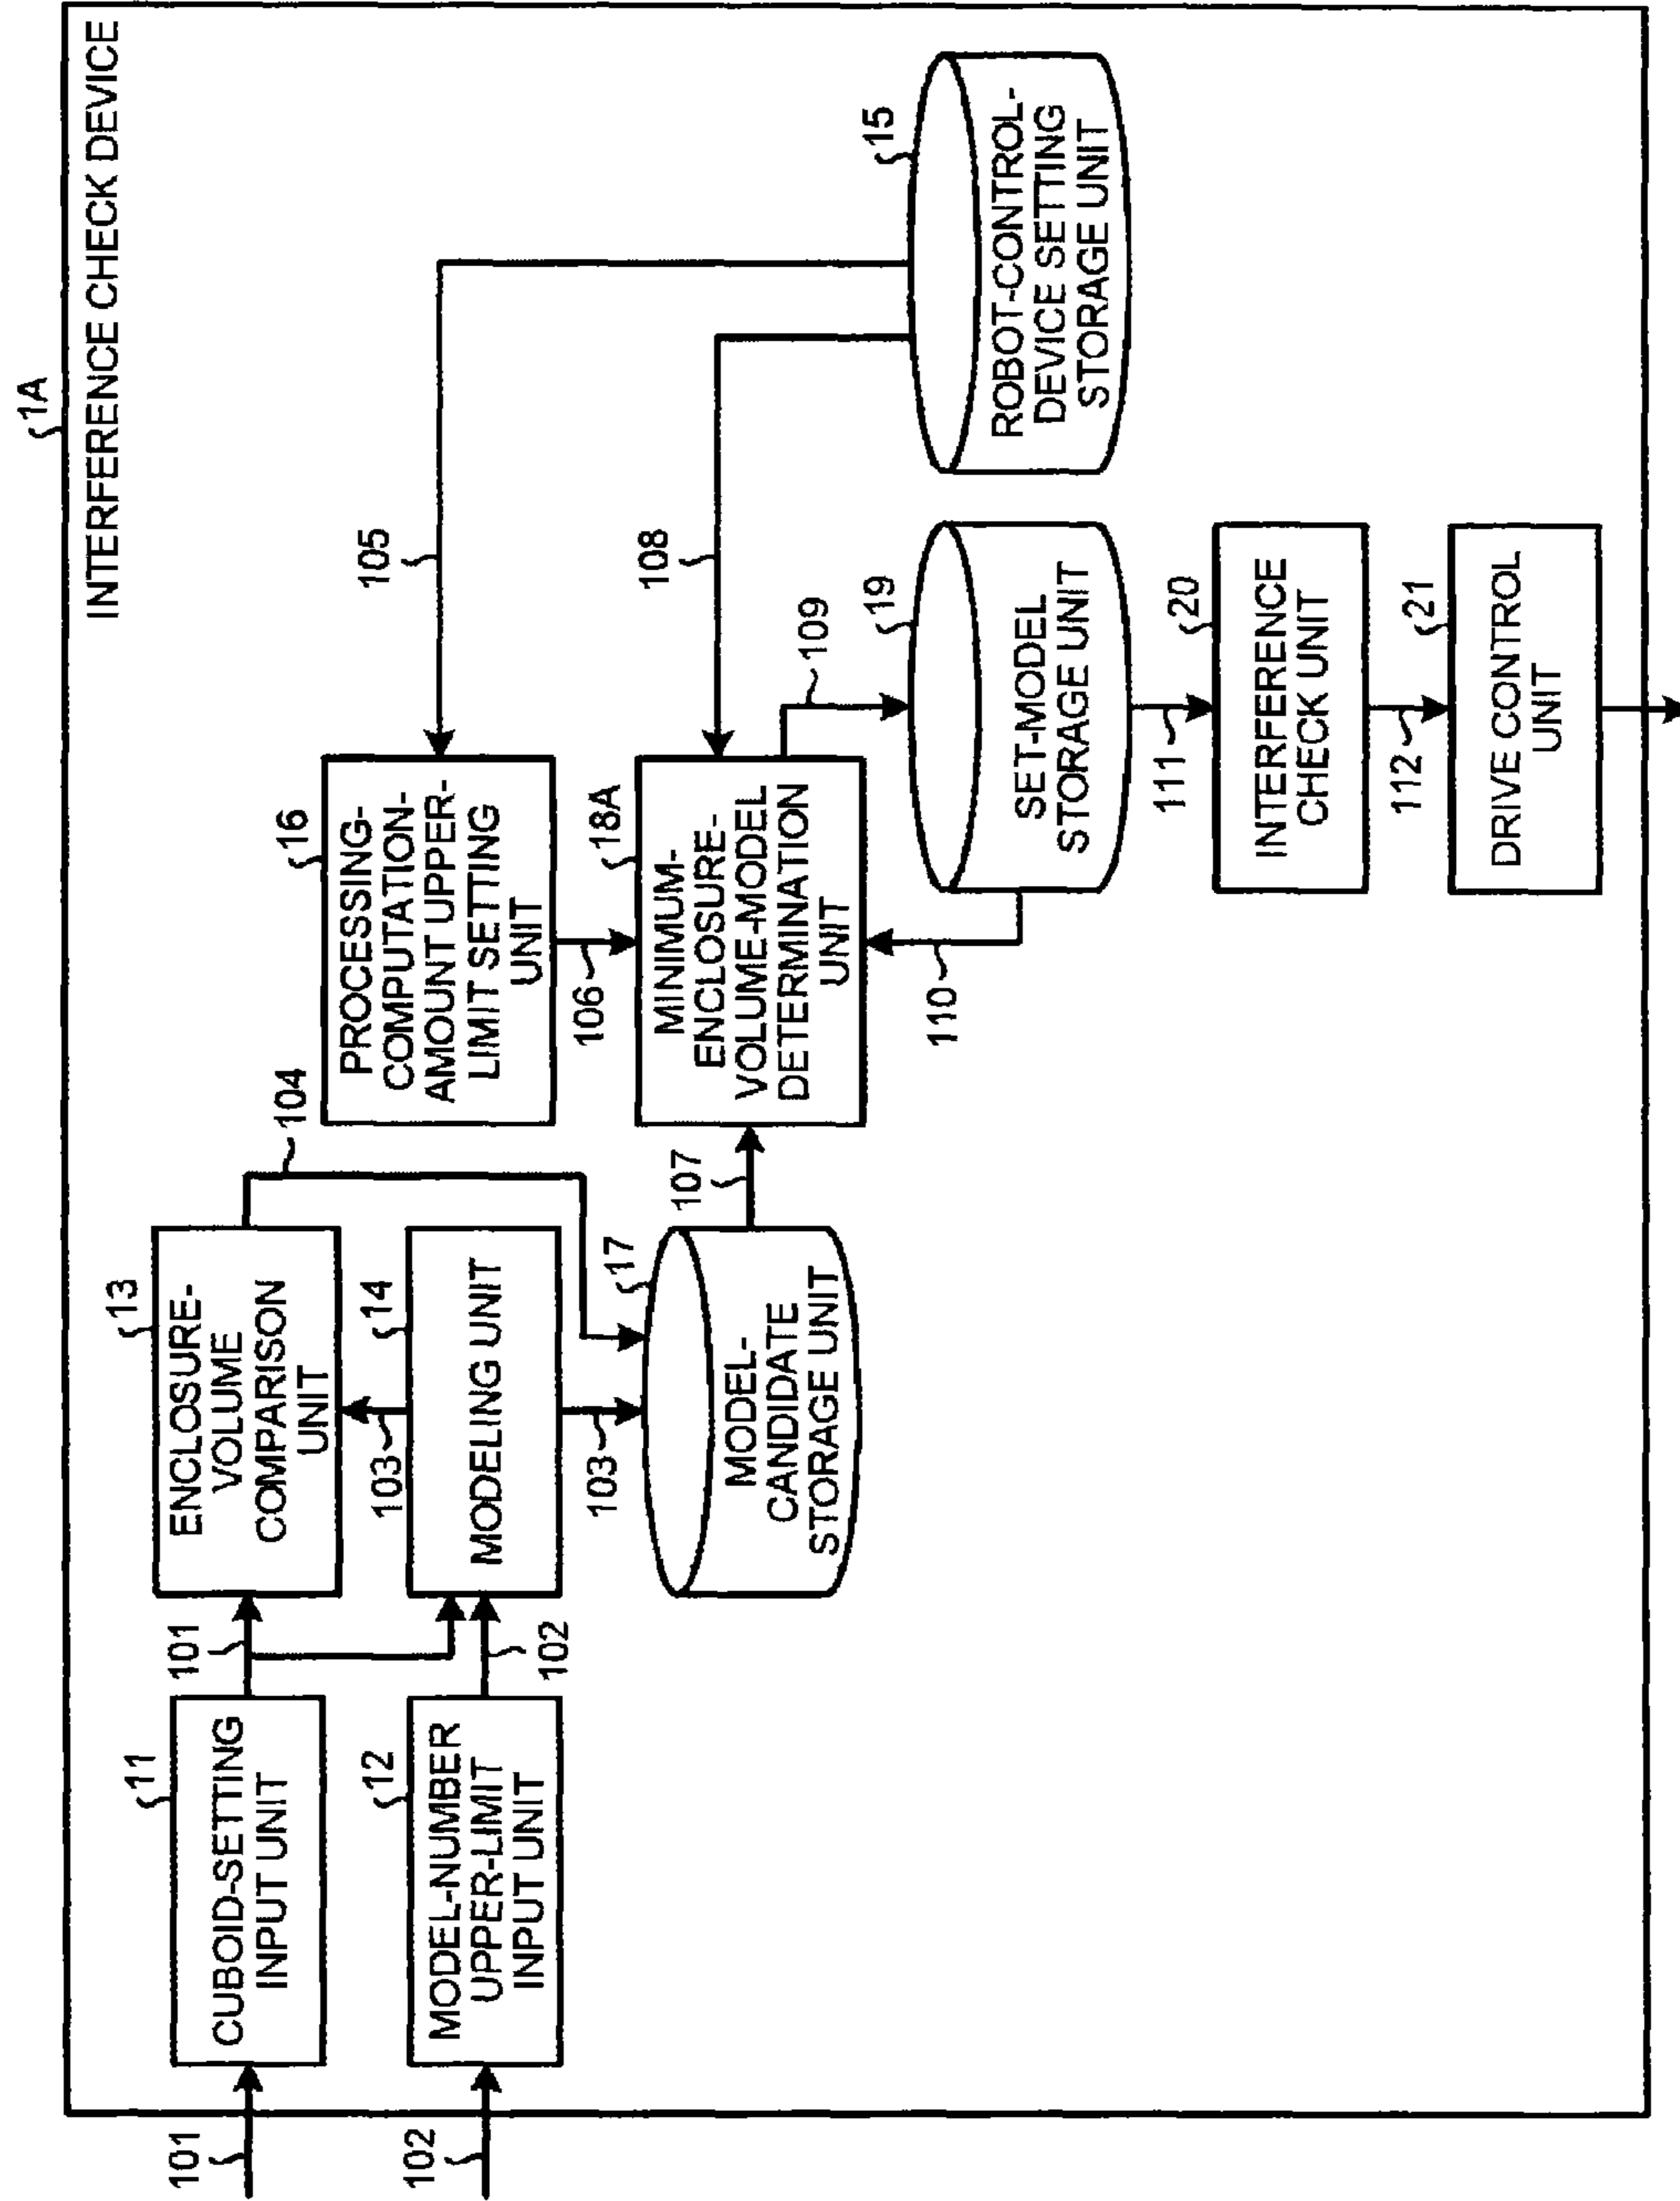 1A
INTERFERENCE CHECK DEVICE
101
11
CUBOID-SETTING
INPUT UNIT
101
13
ENCLOSURE-
VOLUME
COMPARISON
UNIT
104
103
102
12
MODEL-NUMBER
UPPER-LIMIT
INPUT UNIT
102
14
MODELING UNIT
103
17
MODEL-
CANDIDATE
STORAGE UNIT
107
16
PROCESSING-
COMPUTATION-
AMOUNT UPPER-
LIMIT SETTING
UNIT
105
106
18A
MINIMUM-
ENCLOSURE-
VOLUME-MODEL
DETERMINATION
UNIT
108
109
110
19
SET-MODEL
STORAGE UNIT
15
ROBOT-CONTROL-
DEVICE SETTING
STORAGE UNIT
111
20
INTERFERENCE
CHECK UNIT
112
21
DRIVE CONTROL
UNIT